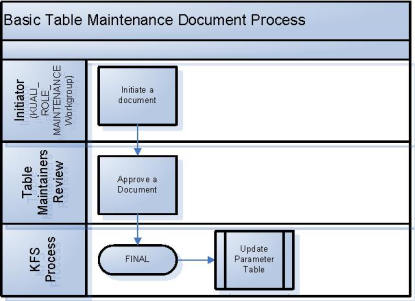 Basic Table Maintenance Document Process
Initiator
(KUALI_
ROLE_
MAINTENANCE
Workgroup)
Initiate a
document
Table
Maintainers
Review
Approve a
Document
KFS
Process
FINAL
Update
Parameter
Table